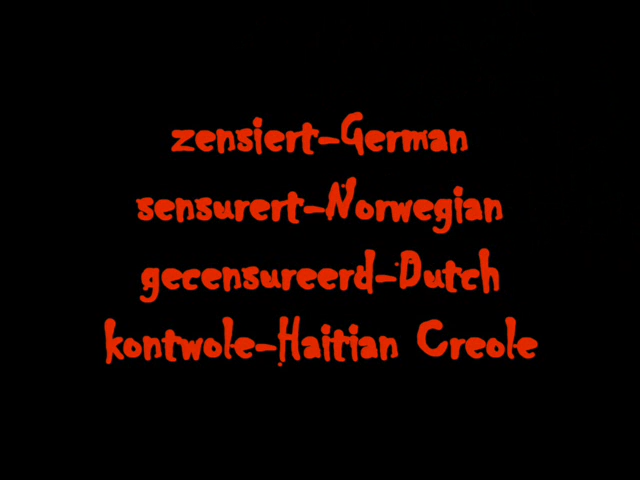 zensiert-German
sensurert-Norwegian
gecensureerd-Dutch
kontwole-Haitian Creole